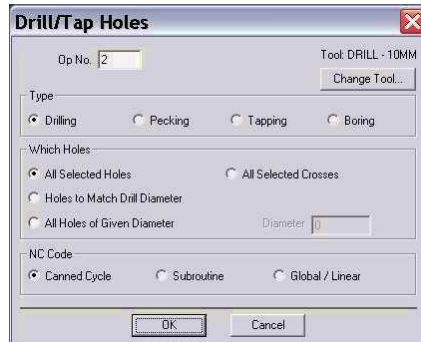 Drill/Tap Holes
Op No. 2
Tool: DRILL - 10MM
Change Tool...
Type
Drilling Pecking Tapping Boring
Which Holes
All Selected Holes All Selected Crosses
Holes to Match Drill Diameter
All Holes of Given Diameter Diameter 0
NC Code
Canned Cycle Subroutine Global / Linear
OK Cancel